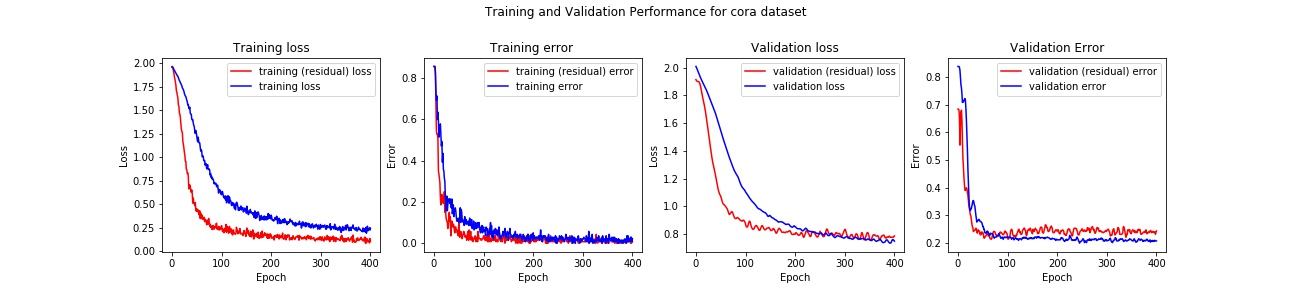 Training and Validation Performance for cora dataset
Training loss
training (residual) loss
training loss
2.00
1.75
1.50
1.25
1.00
0.75
0.50
0.25
0.00
Loss
0 100 200 300 400
Epoch
Training error
training (residual) error
training error
0.8
0.6
0.4
0.2
0.0
Error
0 100 200 300 400
Epoch
Validation loss
validation (residual) loss
validation loss
2.0
1.8
1.6
1.4
1.2
1.0
0.8
Loss
0 100 200 300 400
Epoch
Validation Error
validation (residual) error
validation error
0.8
0.7
0.6
0.5
0.4
0.3
0.2
Error
0 100 200 300 400
Epoch